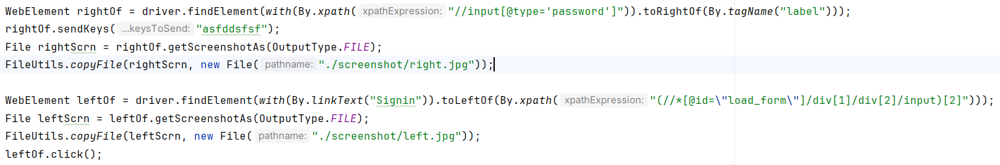 WebElement rightOf = driver.findElement(with(By.xpath( xpathExpression: "//input[@type='password']")).toRightOf(By.tagName("label")));
rightOf.sendKeys( ...keysToSend: "asfddsfsf");
File rightScrn = rightOf.getScreenshotAs(OutputType.FILE);
FileUtils.copyFile(rightScrn, new File( pathname: "./screenshot/right.jpg"));
WebElement leftOf = driver.findElement(with(By.linkText("Signin")).toLeftOf(By.xpath( xpathExpression: "(//*[@id=\"load_form\"]/div[1]/div[2]/input)[2]")));
File leftScrn = leftOf.getScreenshotAs(OutputType.FILE);
FileUtils.copyFile(leftScrn, new File( pathname: "./screenshot/left.jpg"));
leftOf.click();